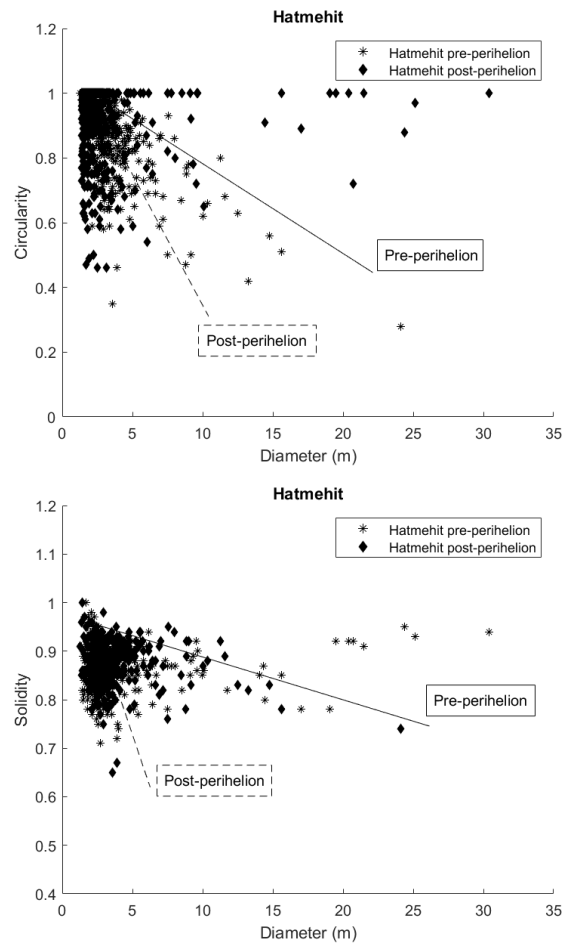 Hatmehit
1.2
Hatmehit pre-perihelion
Hatmehit post-perihelion
1
0.8
0.6
0.4
0.2
0
Circularity
Pre-perihelion
Post-perihelion
0 5 10 15 20 25 30 35
Diameter (m)
Hatmehit
1.2
Hatmehit pre-perihelion
Hatmehit post-perihelion
1.1
1
0.9
0.8
0.7
0.6
0.5
0.4
Solidity
Pre-perihelion
Post-perihelion
0 5 10 15 20 25 30 35
Diameter (m)